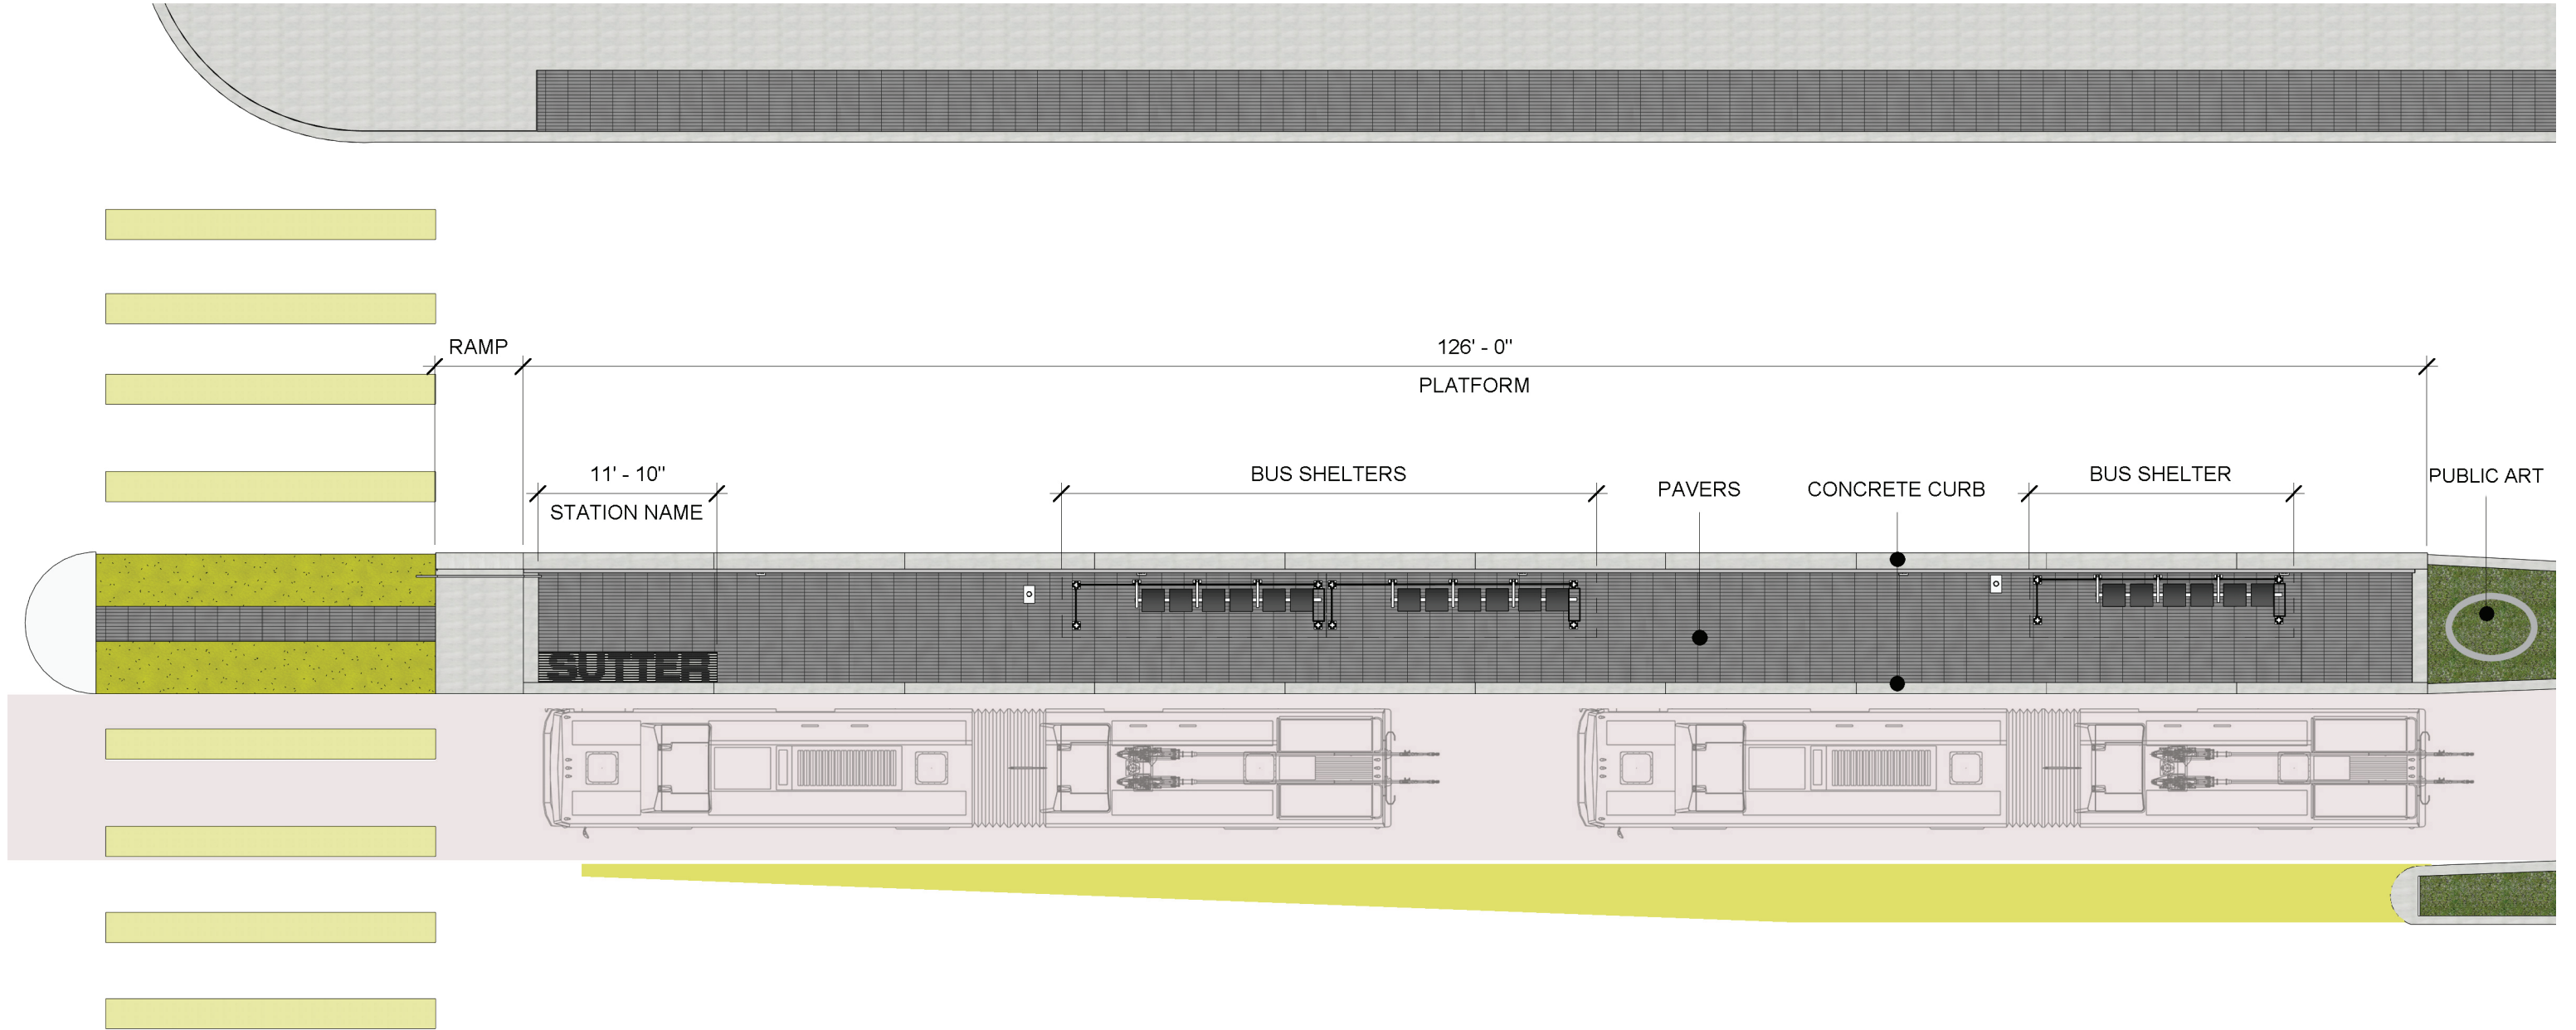 RAMP
126' - 0"
PLATFORM
11' - 10"
STATION NAME
BUS SHELTERS
PAVERS
CONCRETE CURB
BUS SHELTER
PUBLIC ART
SUTTER